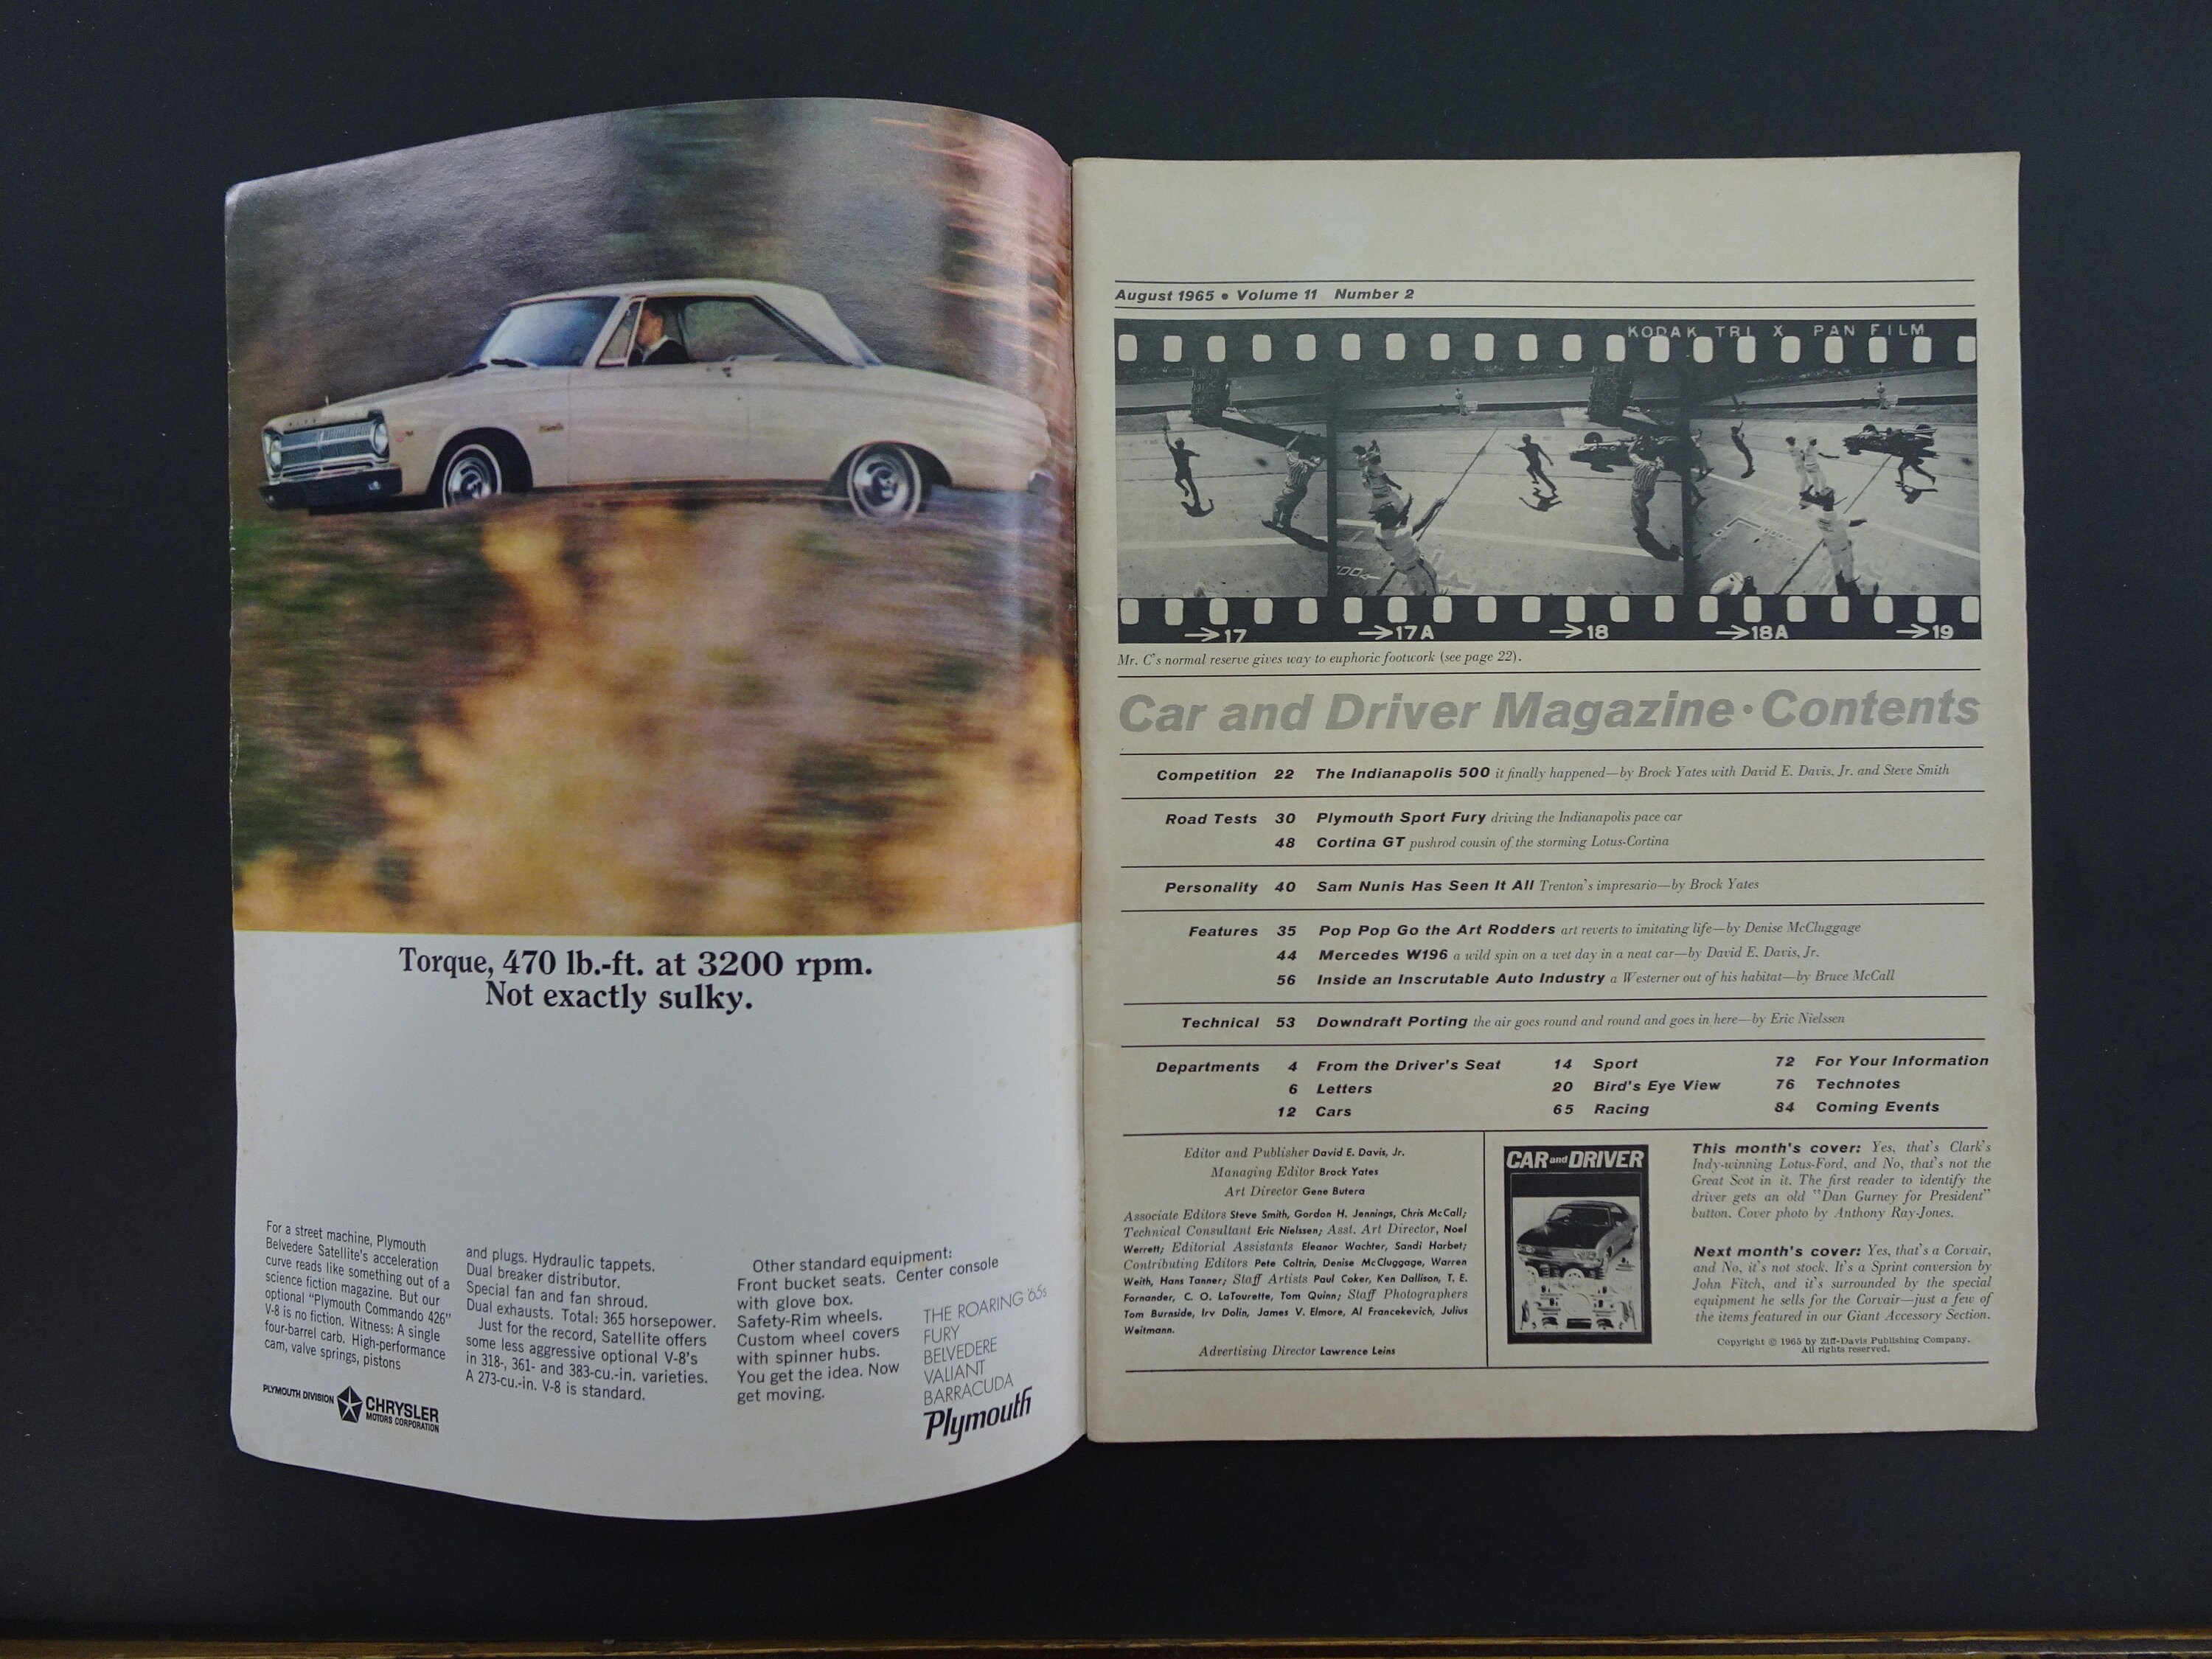 Torque, 470 lb.-ft. at 3200 rpm.
Not exactly sulky.
For a street machine, Plymouth
Belvedere Satellite's acceleration
curve reads like something out of a
science fiction magazine. But our
optional "Plymouth Commando 426"
V-8 is no fiction. Witness: A single
four-barrel carb. High-performance
cam, valve springs, pistons
and plugs. Hydraulic tappets.
Dual breaker distributor.
Special fan and fan shroud.
Dual exhausts. Total: 365 horsepower.
Just for the record, Satellite offers
some less aggressive optional V-8's
in 318-, 361- and 383-cu.-in. varieties.
A 273-cu.-in. V-8 is standard.
Other standard equipment:
Front bucket seats. Center console
with glove box.
Safety-Rim wheels.
Custom wheel covers
with spinner hubs.
You get the idea. Now
get moving.
THE ROARING '65s
FURY
BELVEDERE
VALIANT
BARRACUDA
Plymouth
PLYMOUTH DIVISION CHRYSLER
MOTORS CORPORATION
August 1965 • Volume 11 Number 2
KODAK TRI X PAN FILM
→17 →17A →18 →18A →19
Mr. C's normal reserve gives way to euphoric footwork (see page 22).
Car and Driver Magazine • Contents
Competition 22 The Indianapolis 500 it finally happened—by Brock Yates with David E. Davis, Jr. and Steve Smith
Road Tests 30 Plymouth Sport Fury driving the Indianapolis pace car
48 Cortina GT pushrod cousin of the storming Lotus-Cortina
Personality 40 Sam Nunis Has Seen It All Trenton's impresario—by Brock Yates
Features 35 Pop Pop Go the Art Rodders art reverts to imitating life—by Denise McCluggage
44 Mercedes W196 a wild spin on a wet day in a neat car—by David E. Davis, Jr.
56 Inside an Inscrutable Auto Industry a Westerner out of his habitat—by Bruce McCall
Technical 53 Downdraft Porting the air goes round and round and goes in here—by Eric Nielssen
Departments 4 From the Driver's Seat 14 Sport 72 For Your Information
6 Letters 20 Bird's Eye View 76 Technotes
12 Cars 65 Racing 84 Coming Events
Editor and Publisher David E. Davis, Jr.
Managing Editor Brock Yates
Art Director Gene Butera
Associate Editors Steve Smith, Gordon H. Jennings, Chris McCall;
Technical Consultant Eric Nielssen; Asst. Art Director, Noel
Werrett; Editorial Assistants Eleanor Wachter, Sandi Harbet;
Contributing Editors Pete Coltrin, Denise McCluggage, Warren
Weith, Hans Tanner; Staff Artists Paul Coker, Ken Dallison, T. E.
Fornander, C. O. LaTourette, Tom Quinn; Staff Photographers
Tom Burnside, Irv Dolin, James V. Elmore, Al Francekevich, Julius
Weitmann.
Advertising Director Lawrence Leins
CAR and DRIVER
This month's cover: Yes, that's Clark's
Indy-winning Lotus-Ford, and No, that's not the
Great Scot in it. The first reader to identify the
driver gets an old "Dan Gurney for President"
button. Cover photo by Anthony Ray-Jones.
Next month's cover: Yes, that's a Corvair,
and No, it's not stock. It's a Sprint conversion by
John Fitch, and it's surrounded by the special
equipment he sells for the Corvair—just a few of
the items featured in our Giant Accessory Section.
Copyright © 1965 by Ziff-Davis Publishing Company.
All rights reserved.